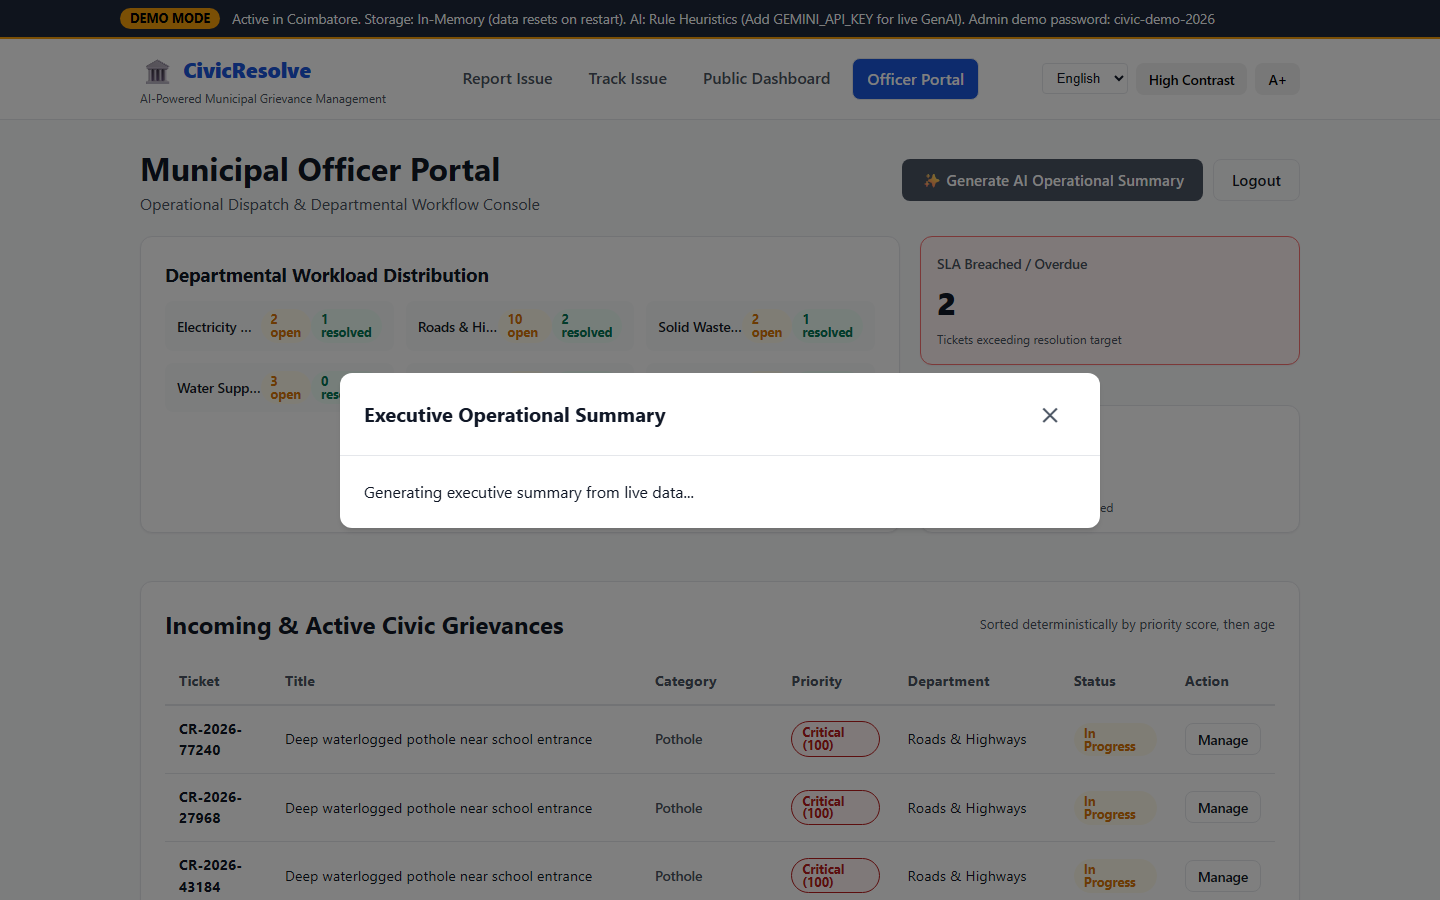 DEMO MODE Active in Coimbatore. Storage: In-Memory (data resets on restart). AI: Rule Heuristics (Add GEMINI_API_KEY for live GenAI). Admin demo password: civic-demo-2026
CivicResolve
AI-Powered Municipal Grievance Management
Report Issue
Track Issue
Public Dashboard
Officer Portal
English
High Contrast
A+
Municipal Officer Portal
Operational Dispatch & Departmental Workflow Console
✨ Generate AI Operational Summary
Logout
Departmental Workload Distribution
Electricity ...
2
open
1
resolved
Roads & Hi...
10
open
2
resolved
Solid Waste...
2
open
1
resolved
Water Supp...
3
open
0
SLA Breached / Overdue
2
Tickets exceeding resolution target
Executive Operational Summary
Generating executive summary from live data...
Incoming & Active Civic Grievances
Sorted deterministically by priority score, then age
Ticket Title Category Priority Department Status Action
CR-2026-
77240
Deep waterlogged pothole near school entrance
Pothole
Critical
(100)
Roads & Highways
In
Progress
Manage
CR-2026-
27968
Deep waterlogged pothole near school entrance
Pothole
Critical
(100)
Roads & Highways
In
Progress
Manage
CR-2026-
43184
Deep waterlogged pothole near school entrance
Pothole
Critical
(100)
Roads & Highways
In
Progress
Manage